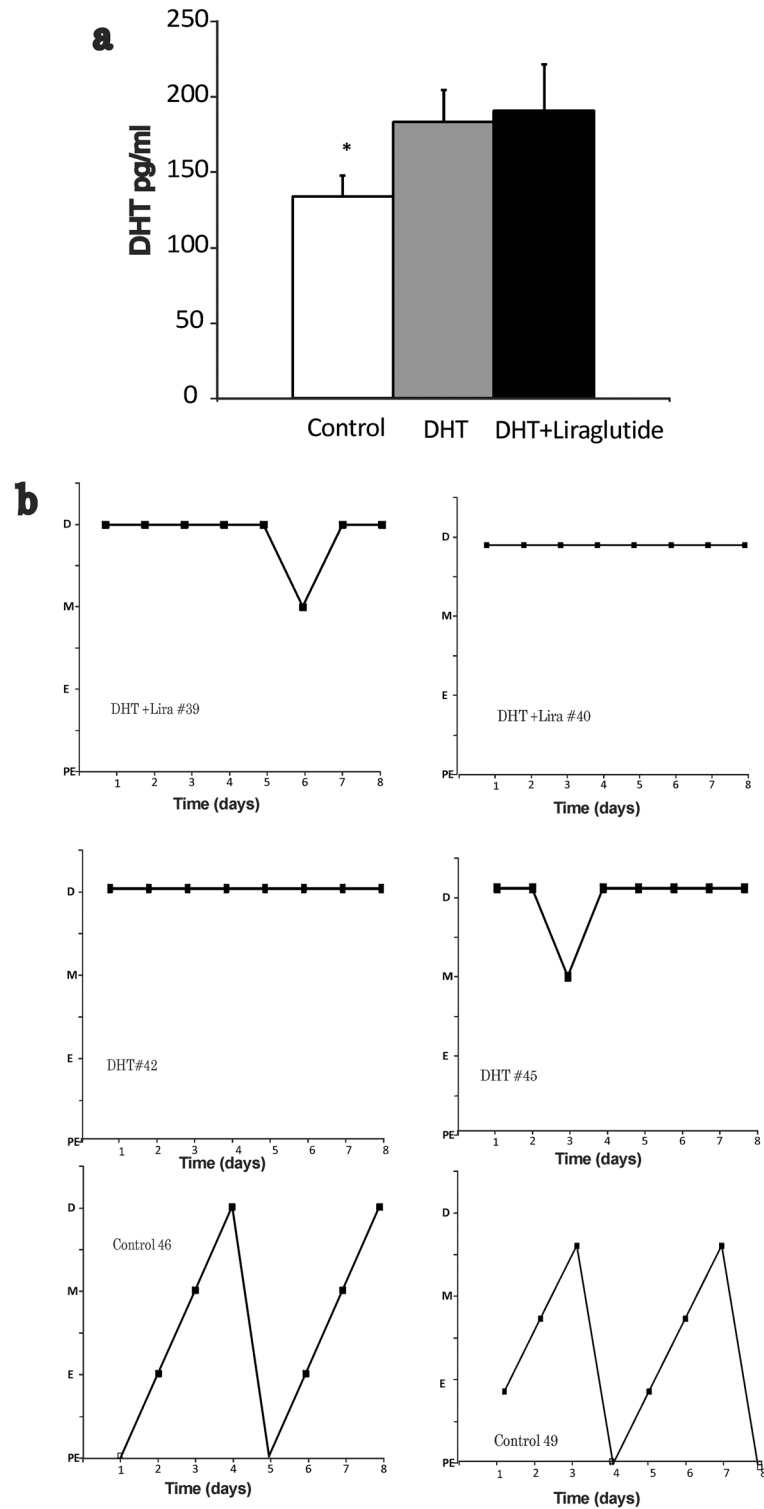 a
250
200
150
100
50
0
DHT pg/ml
*
Control DHT DHT+Liraglutide
b
D
M
E
PE
DHT +Lira #39
1 2 3 4 5 6 7 8
Time (days)
D
M
E
PE
DHT +Lira #40
1 2 3 4 5 6 7 8
Time (days)
D
M
E
PE
DHT#42
1 2 3 4 5 6 7 8
Time (days)
D
M
E
PE
DHT #45
1 2 3 4 5 6 7 8
Time (days)
D
M
E
PE
Control 46
1 2 3 4 5 6 7 8
Time (days)
D
M
E
PE
Control 49
1 2 3 4 5 6 7 8
Time (days)